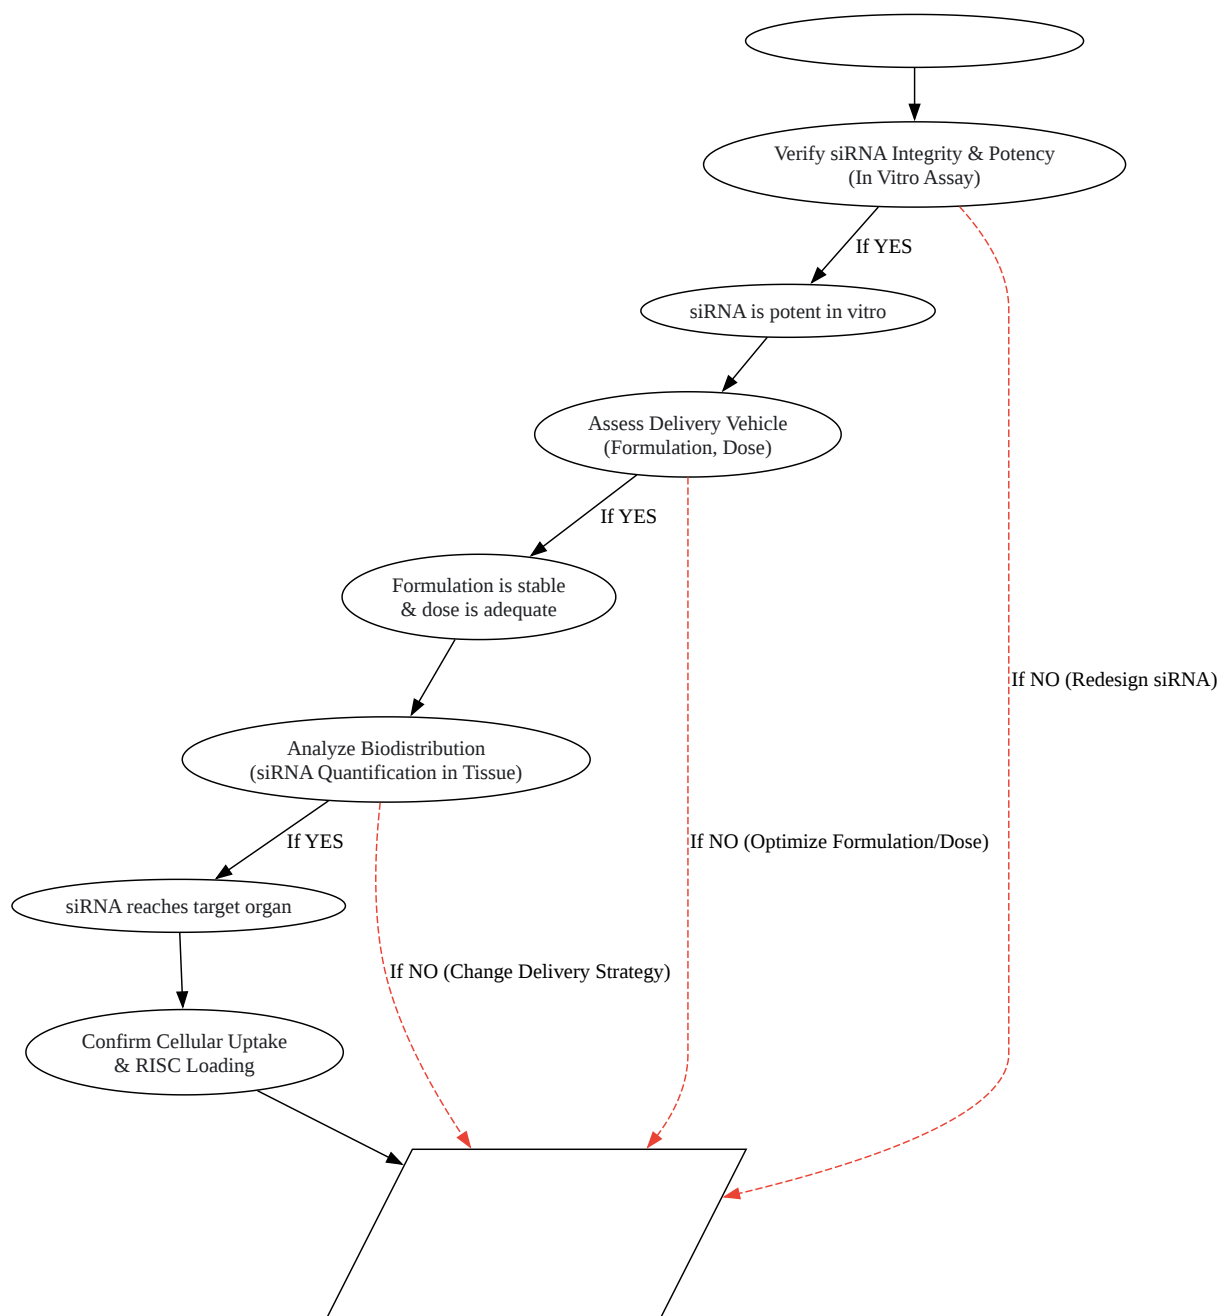 Verify siRNA Integrity & Potency
(In Vitro Assay)
If YES
siRNA is potent in vitro
Assess Delivery Vehicle
(Formulation, Dose)
If YES
Formulation is stable
& dose is adequate
If NO (Redesign siRNA)
Analyze Biodistribution
(siRNA Quantification in Tissue)
If YES
If NO (Optimize Formulation/Dose)
siRNA reaches target organ
If NO (Change Delivery Strategy)
Confirm Cellular Uptake
& RISC Loading